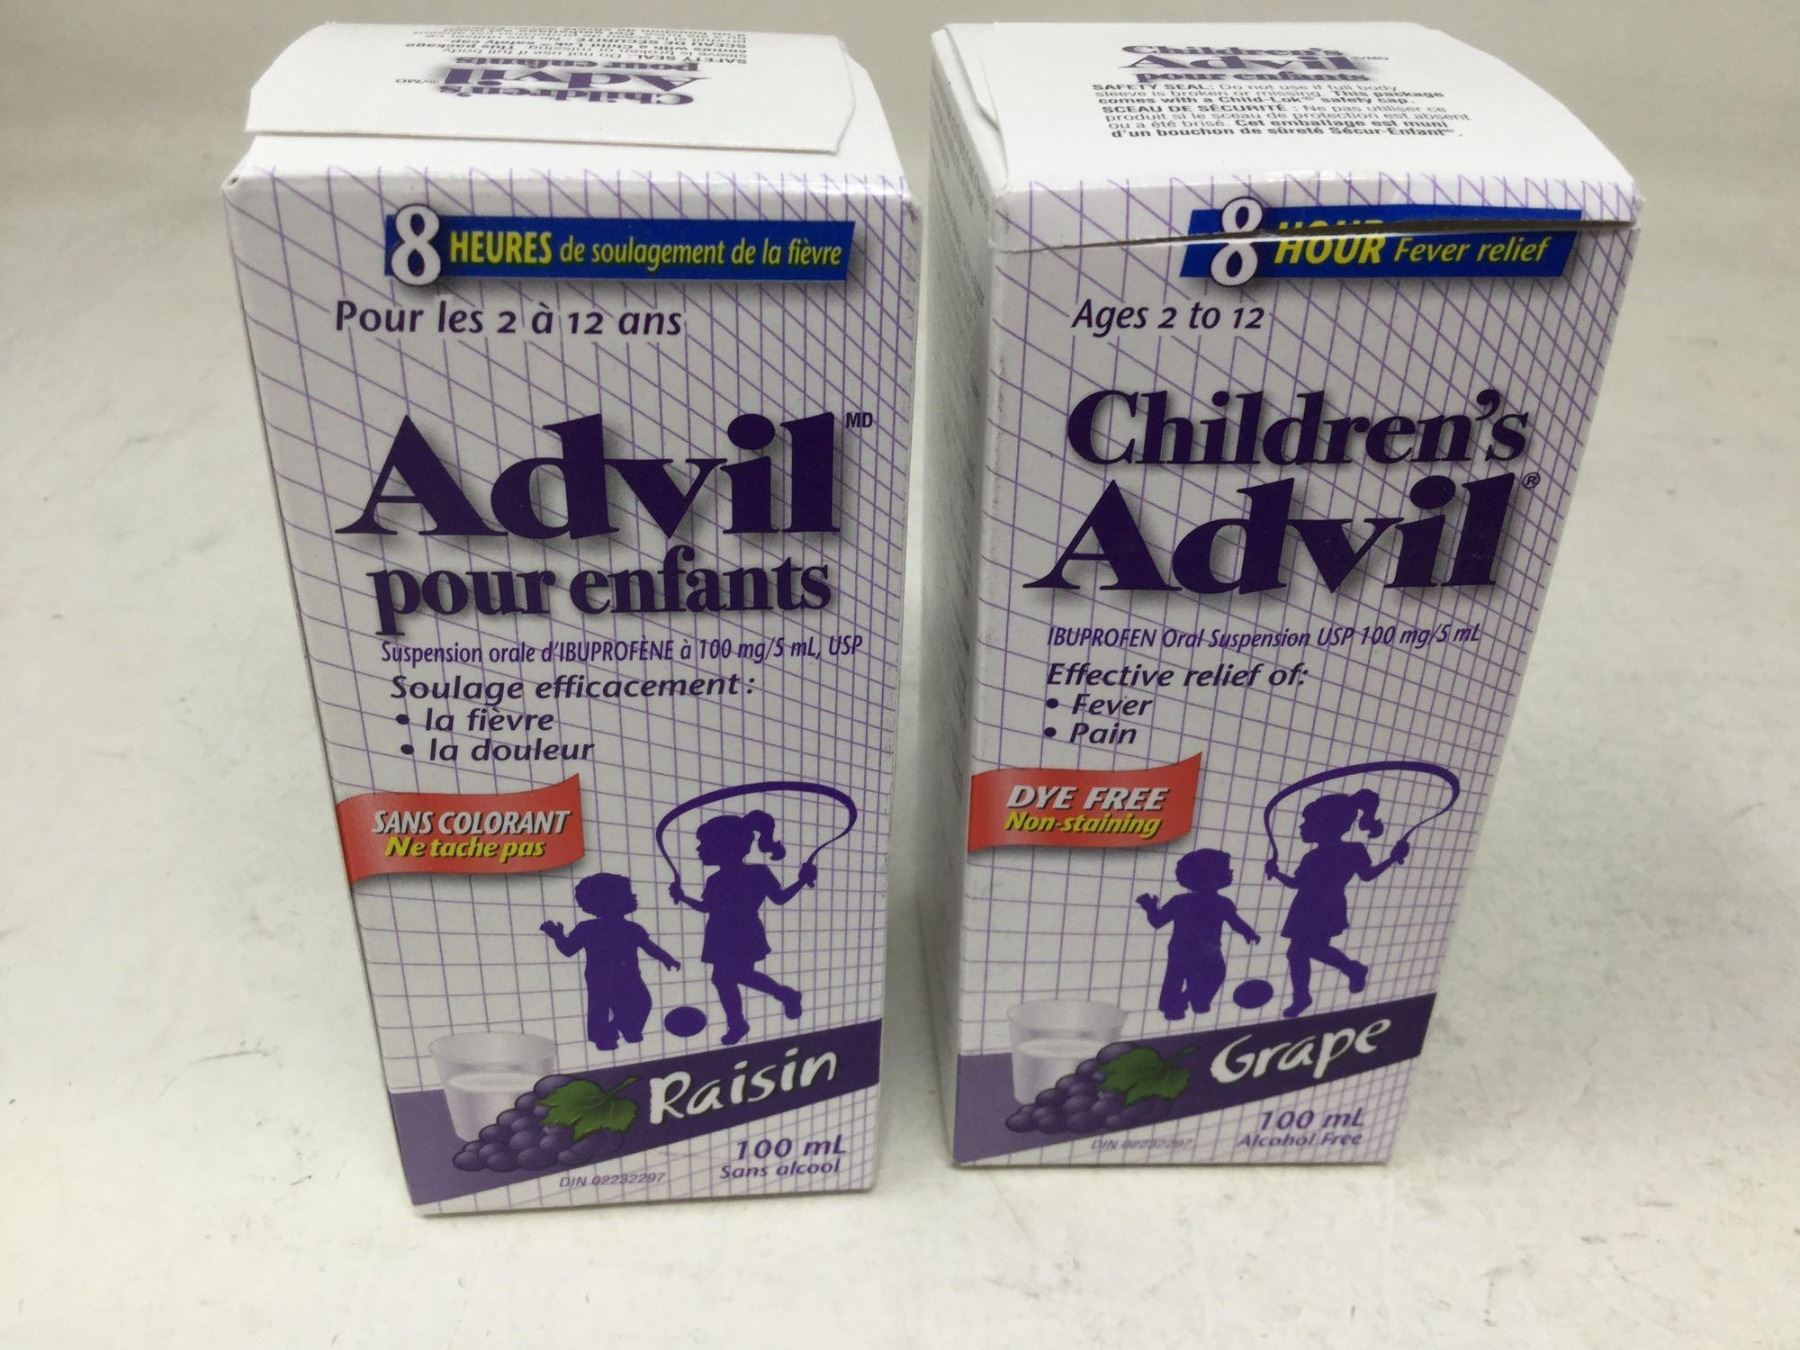 Children's
Advil
pour enfants
8 HEURES de soulagement de la fièvre
Pour les 2 à 12 ans
Advil MD
pour enfants
Suspension orale d'IBUPROFÈNE à 100 mg/5 mL, USP
Soulage efficacement :
• la fièvre
• la douleur
SANS COLORANT
Ne tache pas
Raisin
100 mL
Sans alcool
DIN 02232297
Children's
Advil
pour enfants
SAFETY SEAL: Do not use if full body
sleeve is broken or missing. This package
comes with a Child-Lok safety cap.
SCEAU DE SÉCURITÉ : Ne pas utiliser ce
produit si le sceau de protection est absent
ou a été brisé. Cet emballage est muni
d'un bouchon de sûreté Sécur-Enfant
8 HOUR Fever relief
Ages 2 to 12
Children's
Advil®
IBUPROFEN Oral Suspension USP 100 mg/5 mL
Effective relief of:
• Fever
• Pain
DYE FREE
Non-staining
Grape
100 mL
Alcohol Free
DIN 02232297